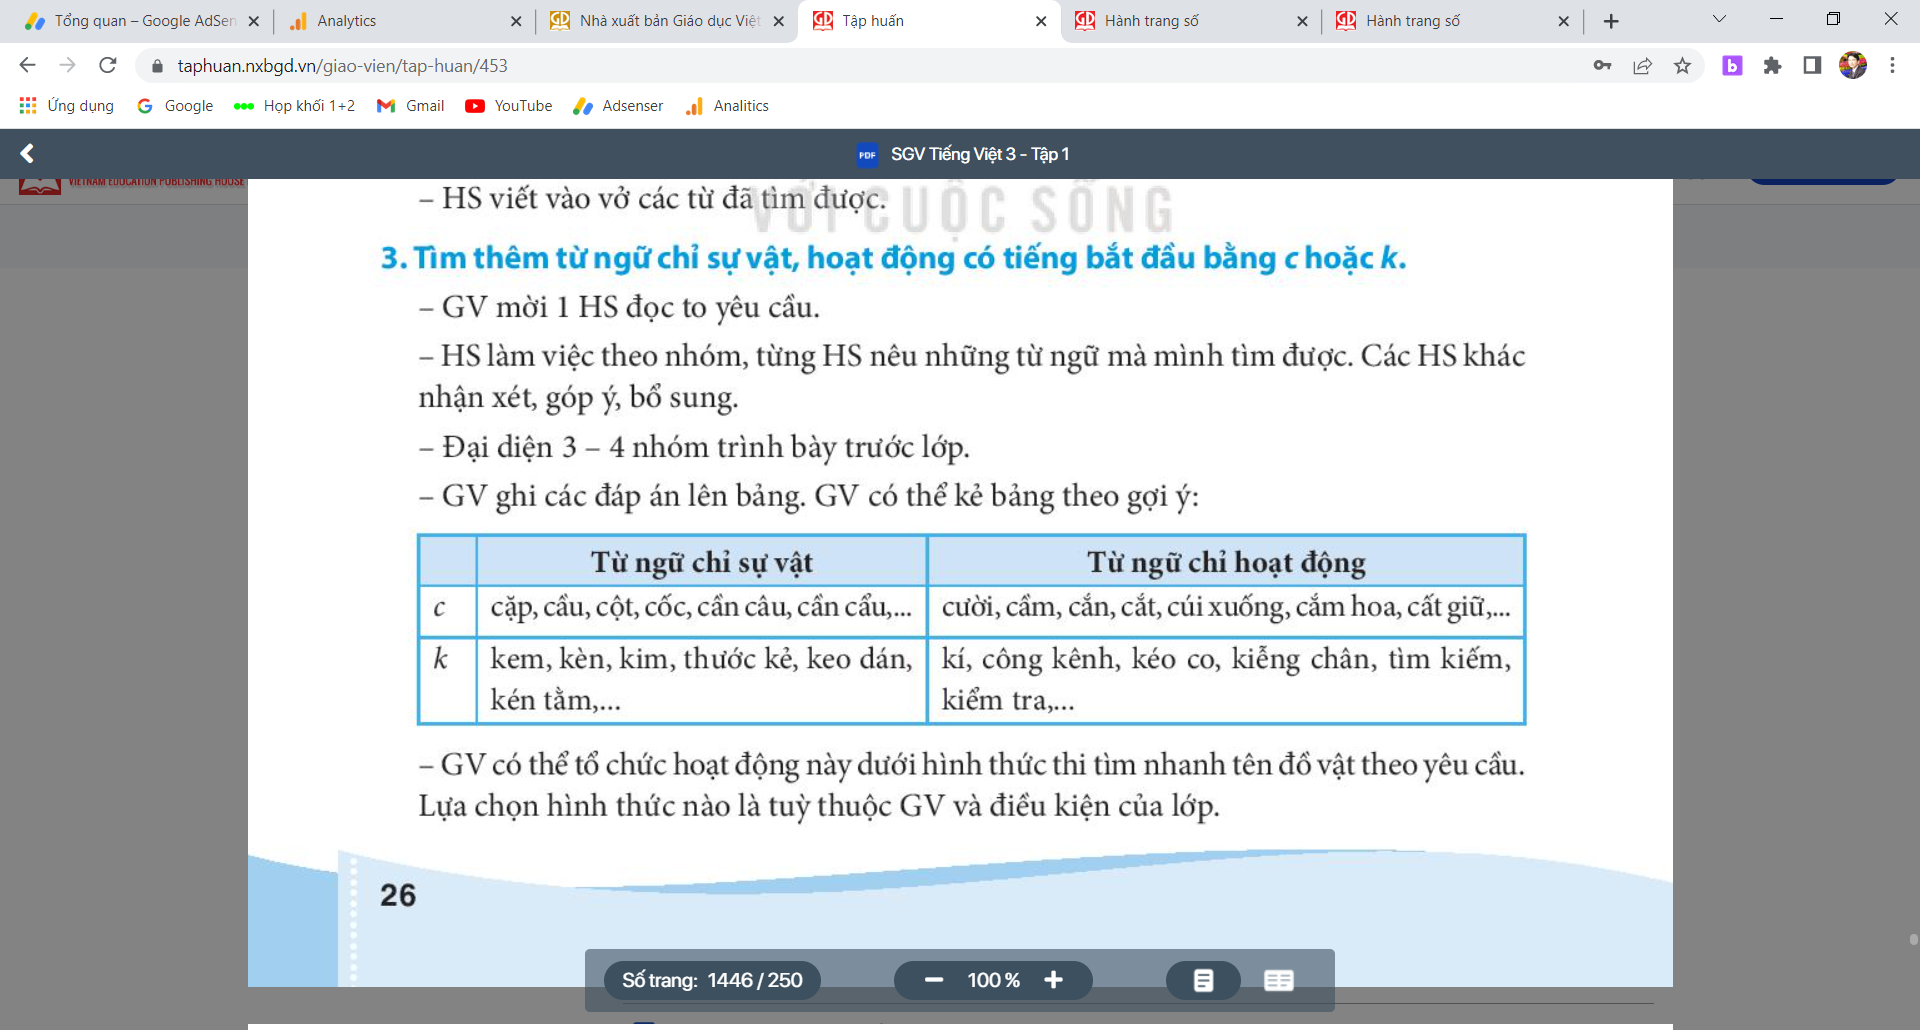 Tổng quan – Google AdSen
Analytics
Nhà xuất bản Giáo dục Việt
Tập huấn
Hành trang số
Hành trang số
taphuan.nxbgd.vn/giao-vien/tap-huan/453
Ứng dụng
Google
Họp khối 1+2
Gmail
YouTube
Adsenser
Analitics
PDF
SGV Tiếng Việt 3 - Tập 1
VIETNAM EDUCATION PUBLISHING HOUSE
VỚI CUỘC SỐNG
– HS viết vào vở các từ đã tìm được.
3. Tìm thêm từ ngữ chỉ sự vật, hoạt động có tiếng bắt đầu bằng c hoặc k.
– GV mời 1 HS đọc to yêu cầu.
– HS làm việc theo nhóm, từng HS nêu những từ ngữ mà mình tìm được. Các HS khác
nhận xét, góp ý, bổ sung.
– Đại diện 3 – 4 nhóm trình bày trước lớp.
– GV ghi các đáp án lên bảng. GV có thể kẻ bảng theo gợi ý:
Từ ngữ chỉ sự vật
Từ ngữ chỉ hoạt động
c
cặp, cầu, cột, cốc, cần câu, cần cẩu,...
cười, cầm, cắn, cắt, cúi xuống, cắm hoa, cất giữ,...
k
kem, kèn, kim, thước kẻ, keo dán,
kén tằm,...
kí, công kênh, kéo co, kiễng chân, tìm kiếm,
kiểm tra,...
– GV có thể tổ chức hoạt động này dưới hình thức thi tìm nhanh tên đồ vật theo yêu cầu.
Lựa chọn hình thức nào là tuỳ thuộc GV và điều kiện của lớp.
26
Số trang: 1446 / 250
100 %